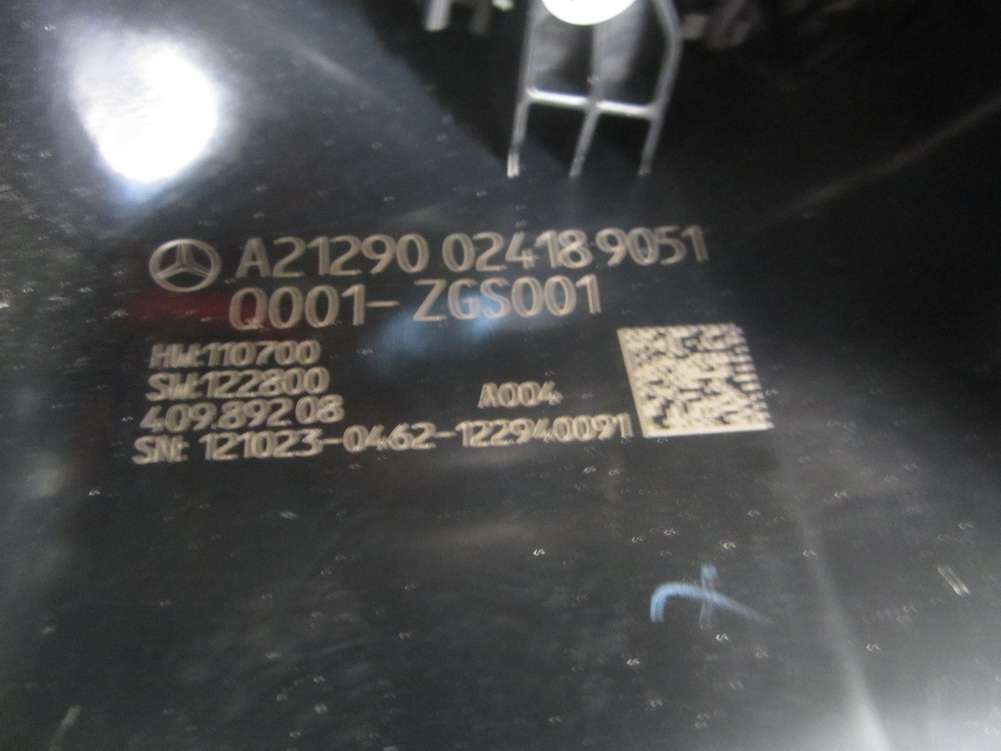 A21290 02418 9051
Q001- ZGS001
HW:110700
SW:122800
409.892 08
A004
SN: 121023-0462-122940091